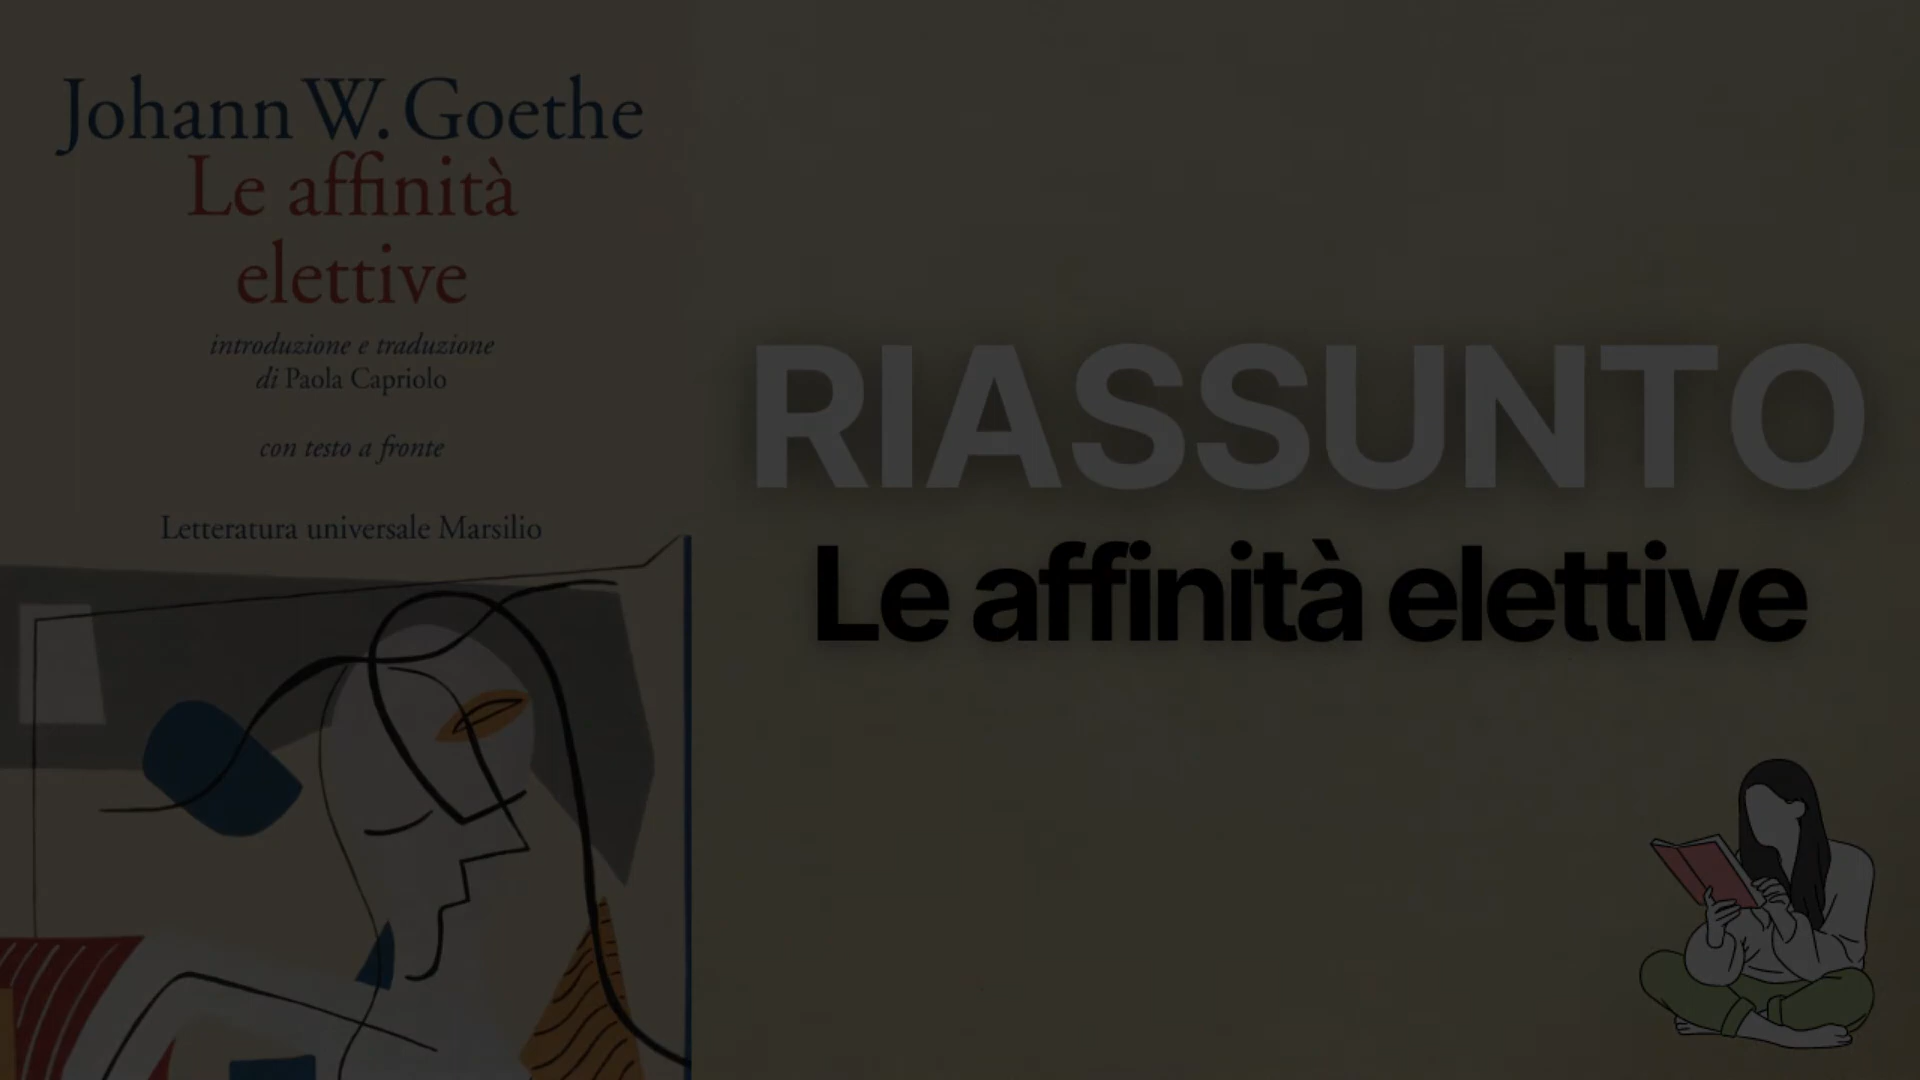 Johann W. Goethe
Le affinità
elettive
introduzione e traduzione
di Paola Capriolo
con testo a fronte
Letteratura universale Marsilio
RIASSUNTO
Le affinità elettive